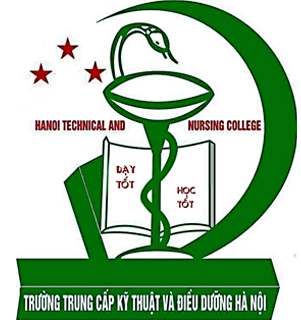 HANOI TECHNICAL AND NURSING COLLEGE
DẠY
TỐT
HỌC
TỐT
TRƯỜNG TRUNG CẤP KỸ THUẬT VÀ ĐIỀU DƯỠNG HÀ NỘI